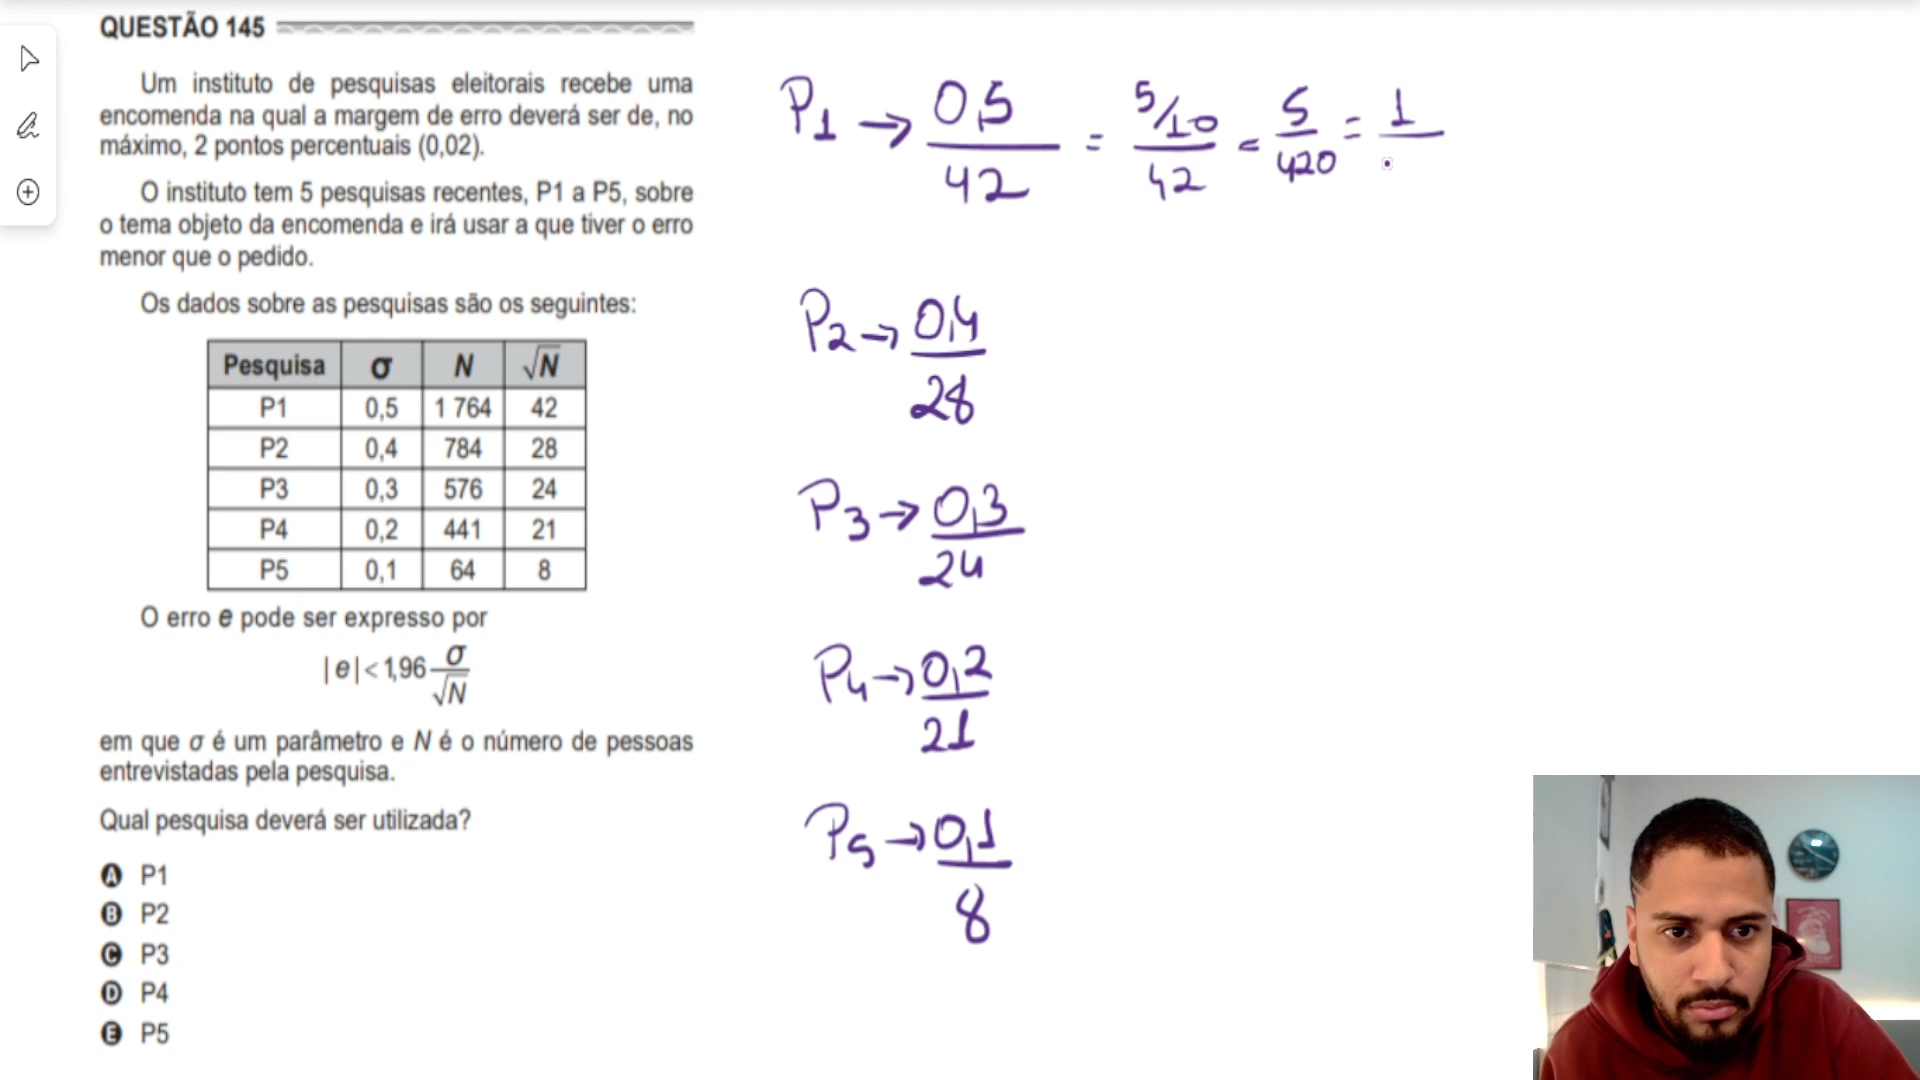 QUESTÃO 145
Um instituto de pesquisas eleitorais recebe uma
encomenda na qual a margem de erro deverá ser de, no
máximo, 2 pontos percentuais (0,02).
O instituto tem 5 pesquisas recentes, P1 a P5, sobre
o tema objeto da encomenda e irá usar a que tiver o erro
menor que o pedido.
Os dados sobre as pesquisas são os seguintes:
Pesquisa σ N √N
P1 0,5 1 764 42
P2 0,4 784 28
P3 0,3 576 24
P4 0,2 441 21
P5 0,1 64 8
O erro e pode ser expresso por
|e| < 1,96 σ/√N
em que σ é um parâmetro e N é o número de pessoas
entrevistadas pela pesquisa.
Qual pesquisa deverá ser utilizada?
A P1
B P2
C P3
D P4
E P5
P1 → 0,5/42 = 5/10/42 = 5/420 = 1
P2 → 0,4/28
P3 → 0,3/24
P4 → 0,2/21
P5 → 0,1/8